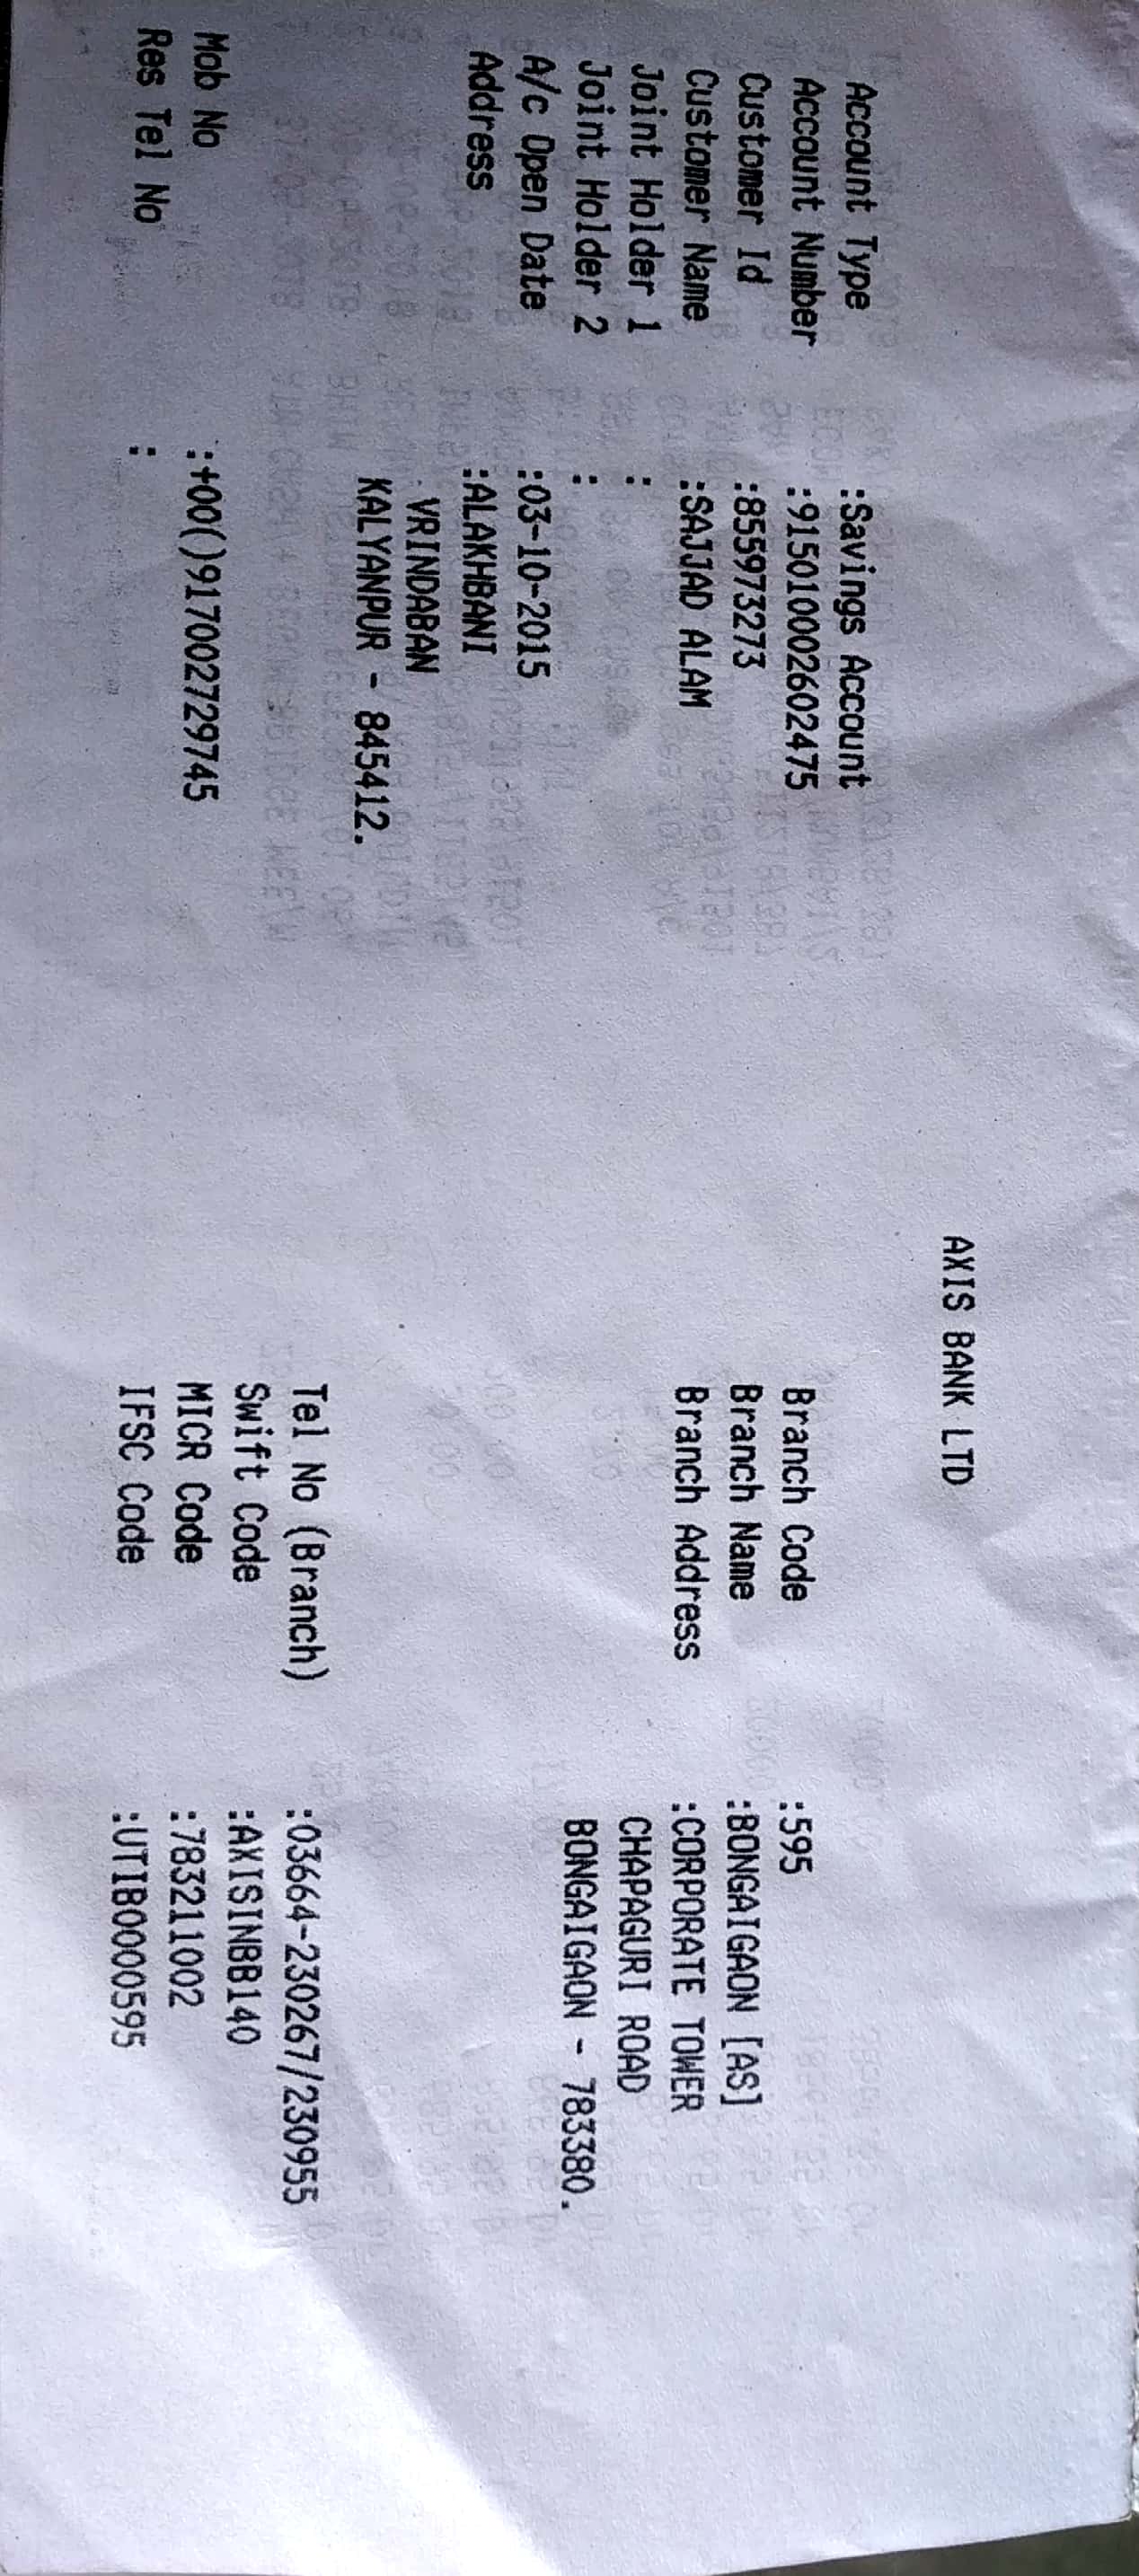 AXIS BANK LTD
Account Type :Savings Account
Account Number :915010002602475 Branch Code :595
Customer Id :855973273 Branch Name :BONGAIGAON [AS]
Customer Name :SAJJAD ALAM Branch Address :CORPORATE TOWER
Joint Holder 1 : CHAPAGURI ROAD
Joint Holder 2 : BONGAIGAON - 783380.
A/c Open Date :03-10-2015
Address :ALAKHBANI
VRINDABAN
KALYANPUR - 845412.
Tel No (Branch) :03664-230267/230955
Swift Code :AXISINBB140
Mob No :+00()917002729745 MICR Code :783211002
Res Tel No : IFSC Code :UTIB0000595